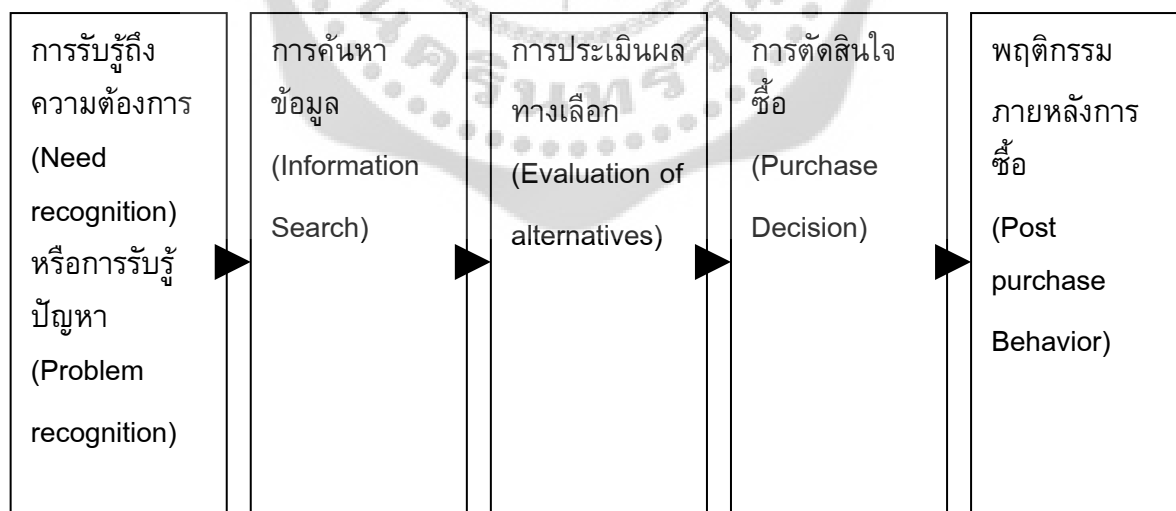 การรับรู้ถึง
ความต้องการ
(Need
recognition)
หรือการรับรู้
ปัญหา
(Problem
recognition)
การค้นหา
ข้อมูล
(Information
Search)
การประเมินผล
ทางเลือก
(Evaluation of
alternatives)
การตัดสินใจ
ซื้อ
(Purchase
Decision)
พฤติกรรม
ภายหลังการ
ซื้อ
(Post
purchase
Behavior)